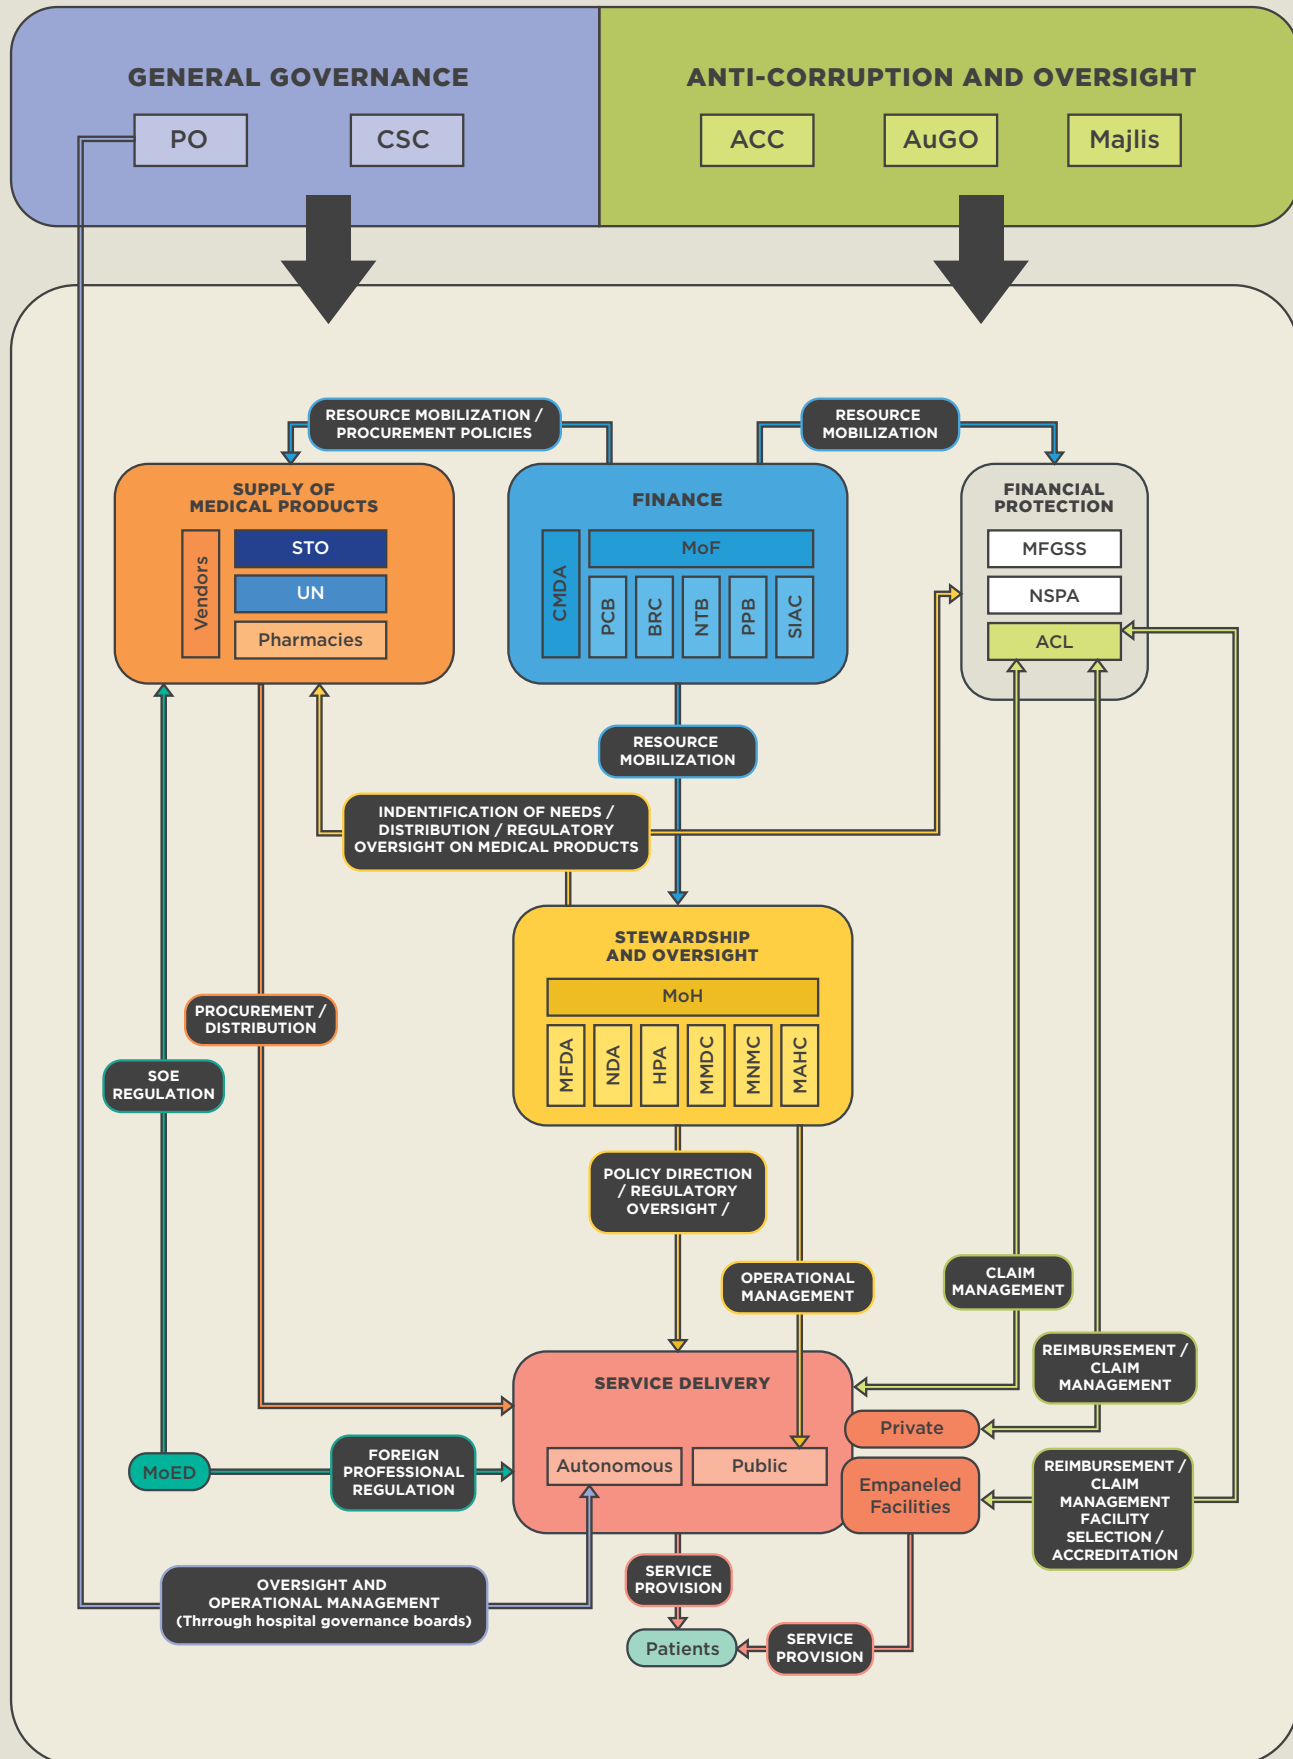 GENERAL GOVERNANCE
PO
CSC
ANTI-CORRUPTION AND OVERSIGHT
ACC
AuGO
Majlis
RESOURCE MOBILIZATION /
PROCUREMENT POLICIES
RESOURCE
MOBILIZATION
SUPPLY OF
MEDICAL PRODUCTS
Vendors
STO
UN
Pharmacies
FINANCE
CMDA
MoF
PCB
BRC
NTB
PPB
SIAC
FINANCIAL
PROTECTION
MFGSS
NSPA
ACL
RESOURCE
MOBILIZATION
INDENTIFICATION OF NEEDS /
DISTRIBUTION / REGULATORY
OVERSIGHT ON MEDICAL PRODUCTS
STEWARDSHIP
AND OVERSIGHT
MoH
MFDA
NDA
HPA
MMDC
MNMC
MAHC
PROCUREMENT /
DISTRIBUTION
SOE
REGULATION
POLICY DIRECTION
/ REGULATORY
OVERSIGHT /
OPERATIONAL
MANAGEMENT
CLAIM
MANAGEMENT
REIMBURSEMENT /
CLAIM
MANAGEMENT
SERVICE DELIVERY
Autonomous
Public
Private
Empaneled
Facilities
MoED
FOREIGN
PROFESSIONAL
REGULATION
REIMBURSEMENT /
CLAIM
MANAGEMENT
FACILITY
SELECTION /
ACCREDITATION
OVERSIGHT AND
OPERATIONAL MANAGEMENT
(Thrrough hospital governance boards)
SERVICE
PROVISION
Patients
SERVICE
PROVISION